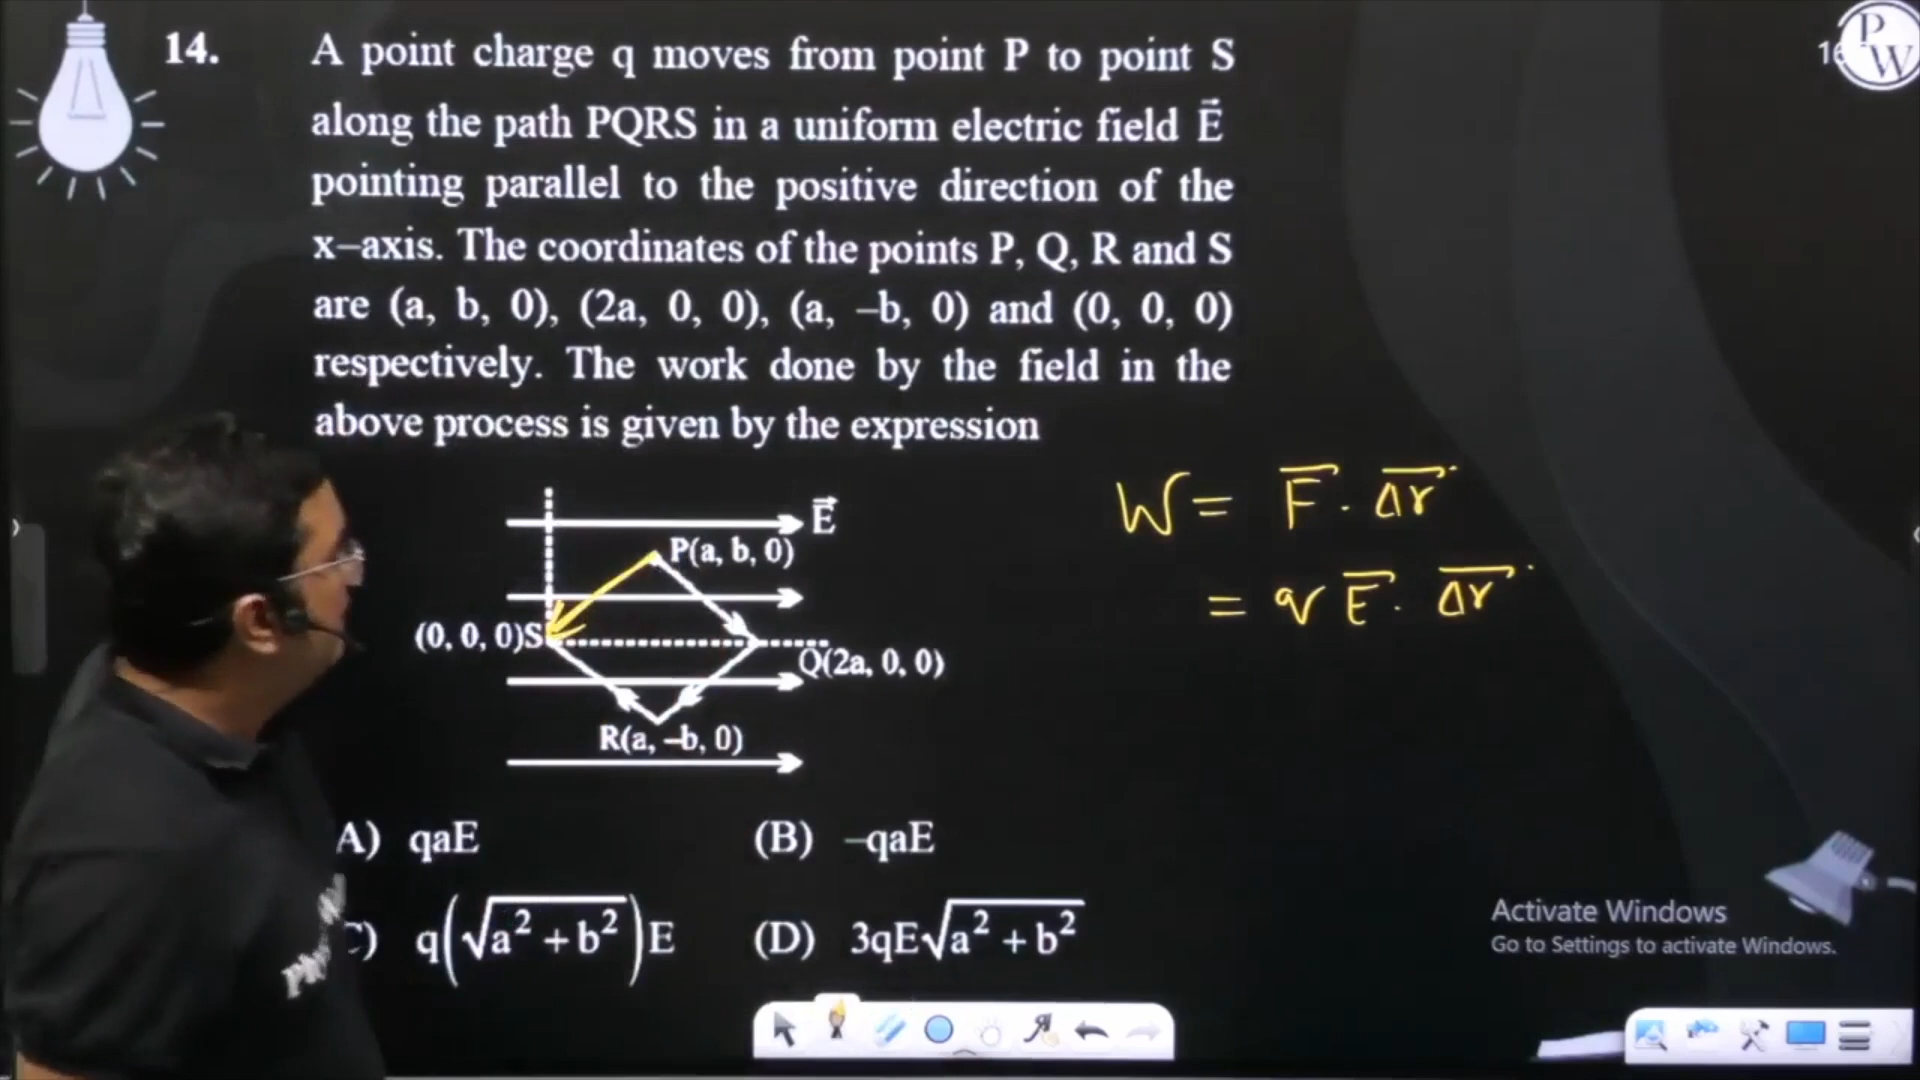 14. A point charge q moves from point P to point S
along the path PQRS in a uniform electric field E⃗
pointing parallel to the positive direction of the
x–axis. The coordinates of the points P, Q, R and S
are (a, b, 0), (2a, 0, 0), (a, –b, 0) and (0, 0, 0)
respectively. The work done by the field in the
above process is given by the expression
E⃗
P(a, b, 0)
(0, 0, 0)S
Q(2a, 0, 0)
R(a, –b, 0)
W = F⃗ . Δr⃗
= q E⃗ . Δr⃗
A) qaE (B) –qaE
C) q(√a² + b²)E (D) 3qE√a² + b²
P
W
Activate Windows
Go to Settings to activate Windows.